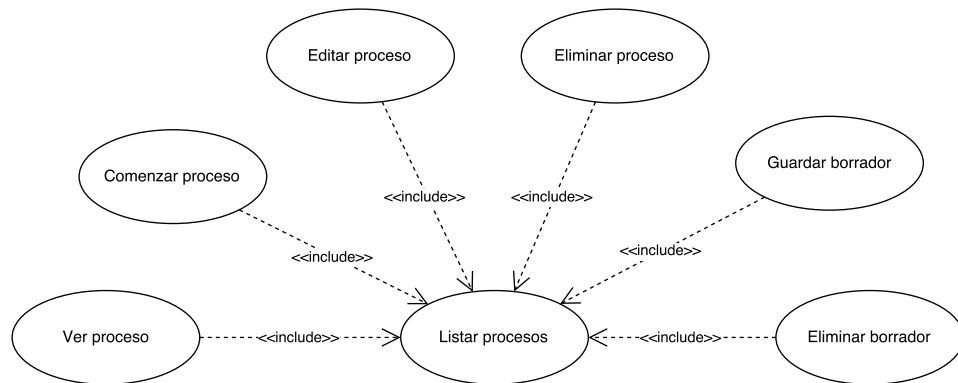 Editar proceso
Eliminar proceso
Comenzar proceso
Guardar borrador
<<include>>
<<include>>
<<include>>
<<include>>
Ver proceso
<<include>>
Listar procesos
<<include>>
Eliminar borrador